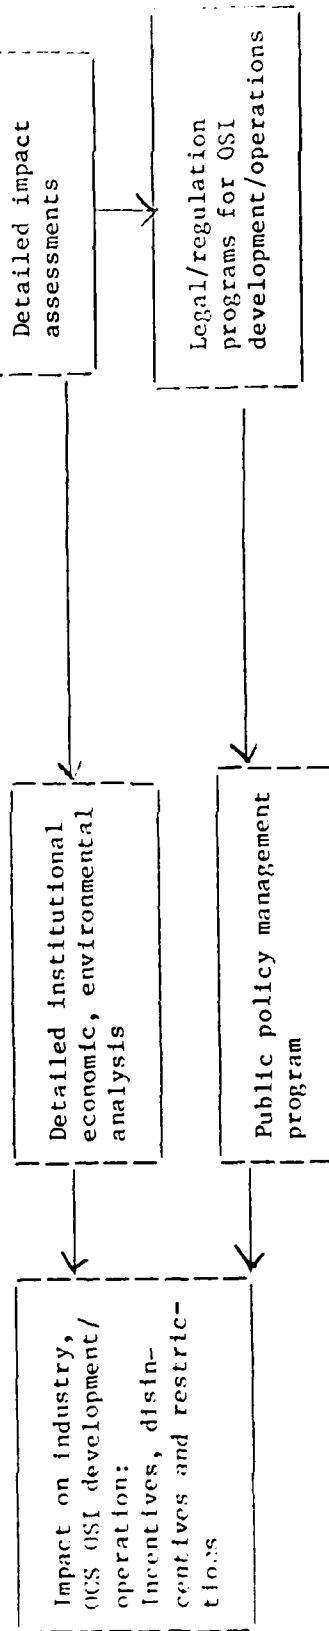 Detailed impact
assessments
Legal/regulation
programs for OSI
development/operations
Detailed institutional
economic, environmental
analysis
Public policy management
program
Impact on industry,
OCS OSI development/
operation:
Incentives, disin-
centives and restric-
tions